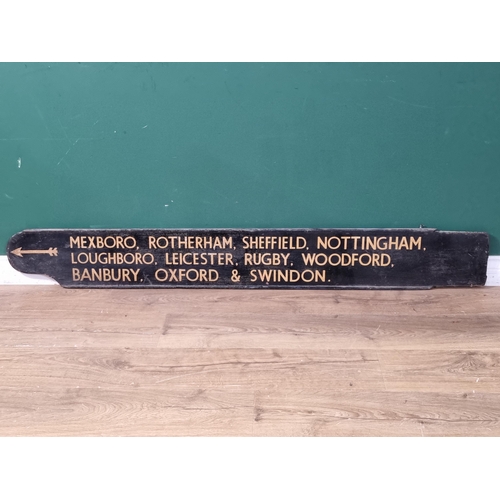 MEXBORO, ROTHERHAM, SHEFFIELD, NOTTINGHAM,
LOUGHBORO, LEICESTER, RUGBY, WOODFORD,
BANBURY, OXFORD & SWINDON.